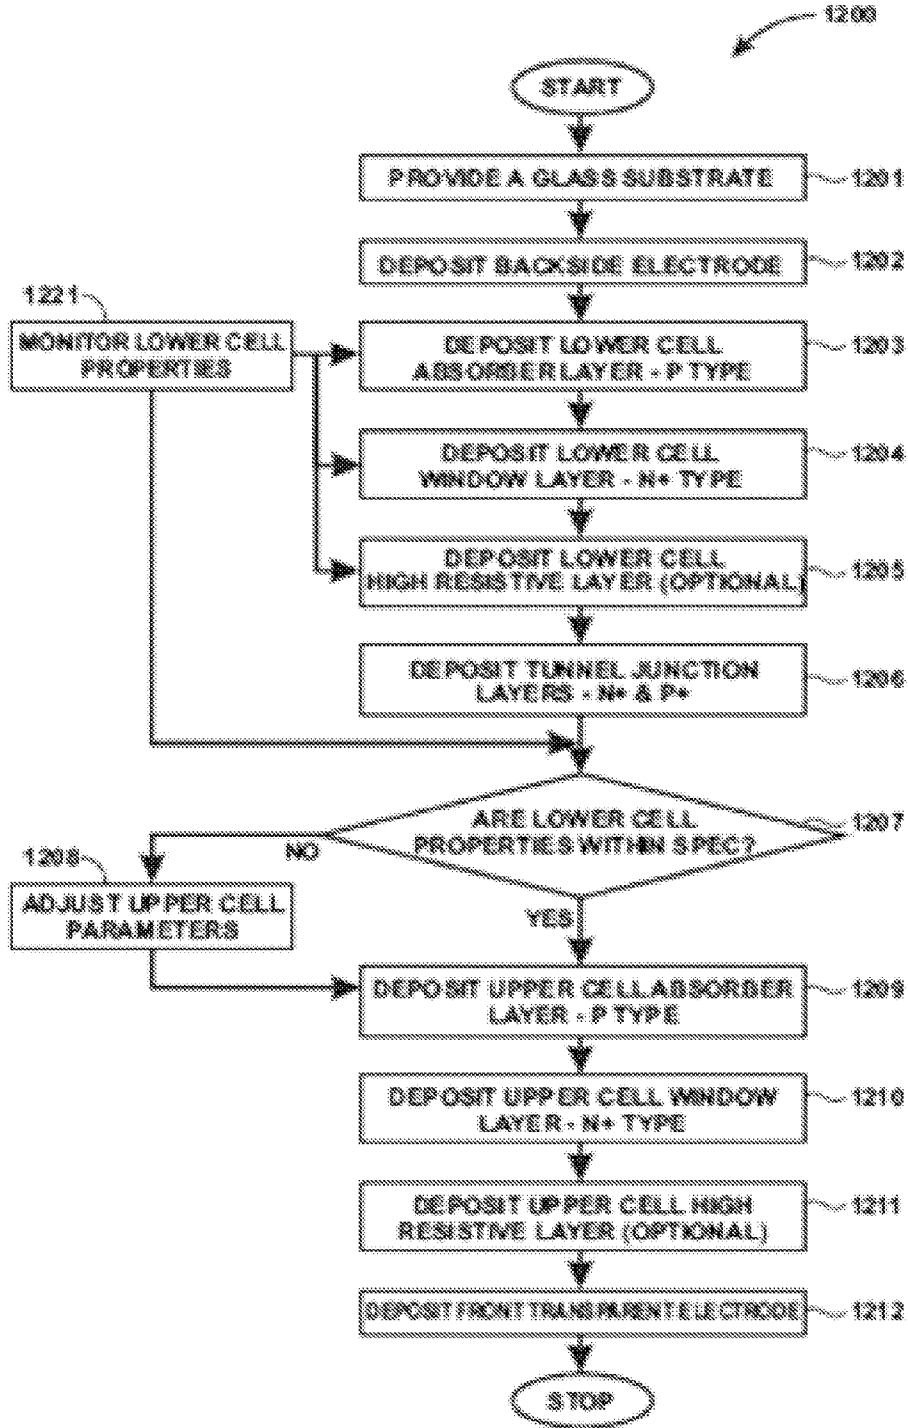 1200
START
PROVIDE A GLASS SUBSTRATE
1201
DEPOSIT BACKSIDE ELECTRODE
1202
1221
MONITOR LOWER CELL
PROPERTIES
DEPOSIT LOWER CELL
ABSORBER LAYER - P TYPE
1203
DEPOSIT LOWER CELL
WINDOW LAYER - N+ TYPE
1204
DEPOSIT LOWER CELL
HIGH RESISTIVE LAYER (OPTIONAL)
1205
DEPOSIT TUNNEL JUNCTION
LAYERS - N+ & P+
1206
ARE LOWER CELL
PROPERTIES WITHIN SPEC?
1207
NO
1208
ADJUST UPPER CELL
PARAMETERS
YES
DEPOSIT UPPER CELL ABSORBER
LAYER - P TYPE
1209
DEPOSIT UPPER CELL WINDOW
LAYER - N+ TYPE
1210
DEPOSIT UPPER CELL HIGH
RESISTIVE LAYER (OPTIONAL)
1211
DEPOSIT FRONT TRANSPARENT ELECTRODE
1212
STOP